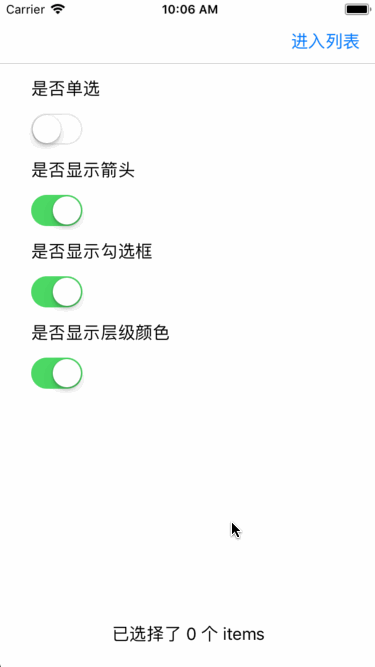 Carrier 10:06 AM
进入列表
是否单选
是否显示箭头
是否显示勾选框
是否显示层级颜色
已选择了 0 个 items